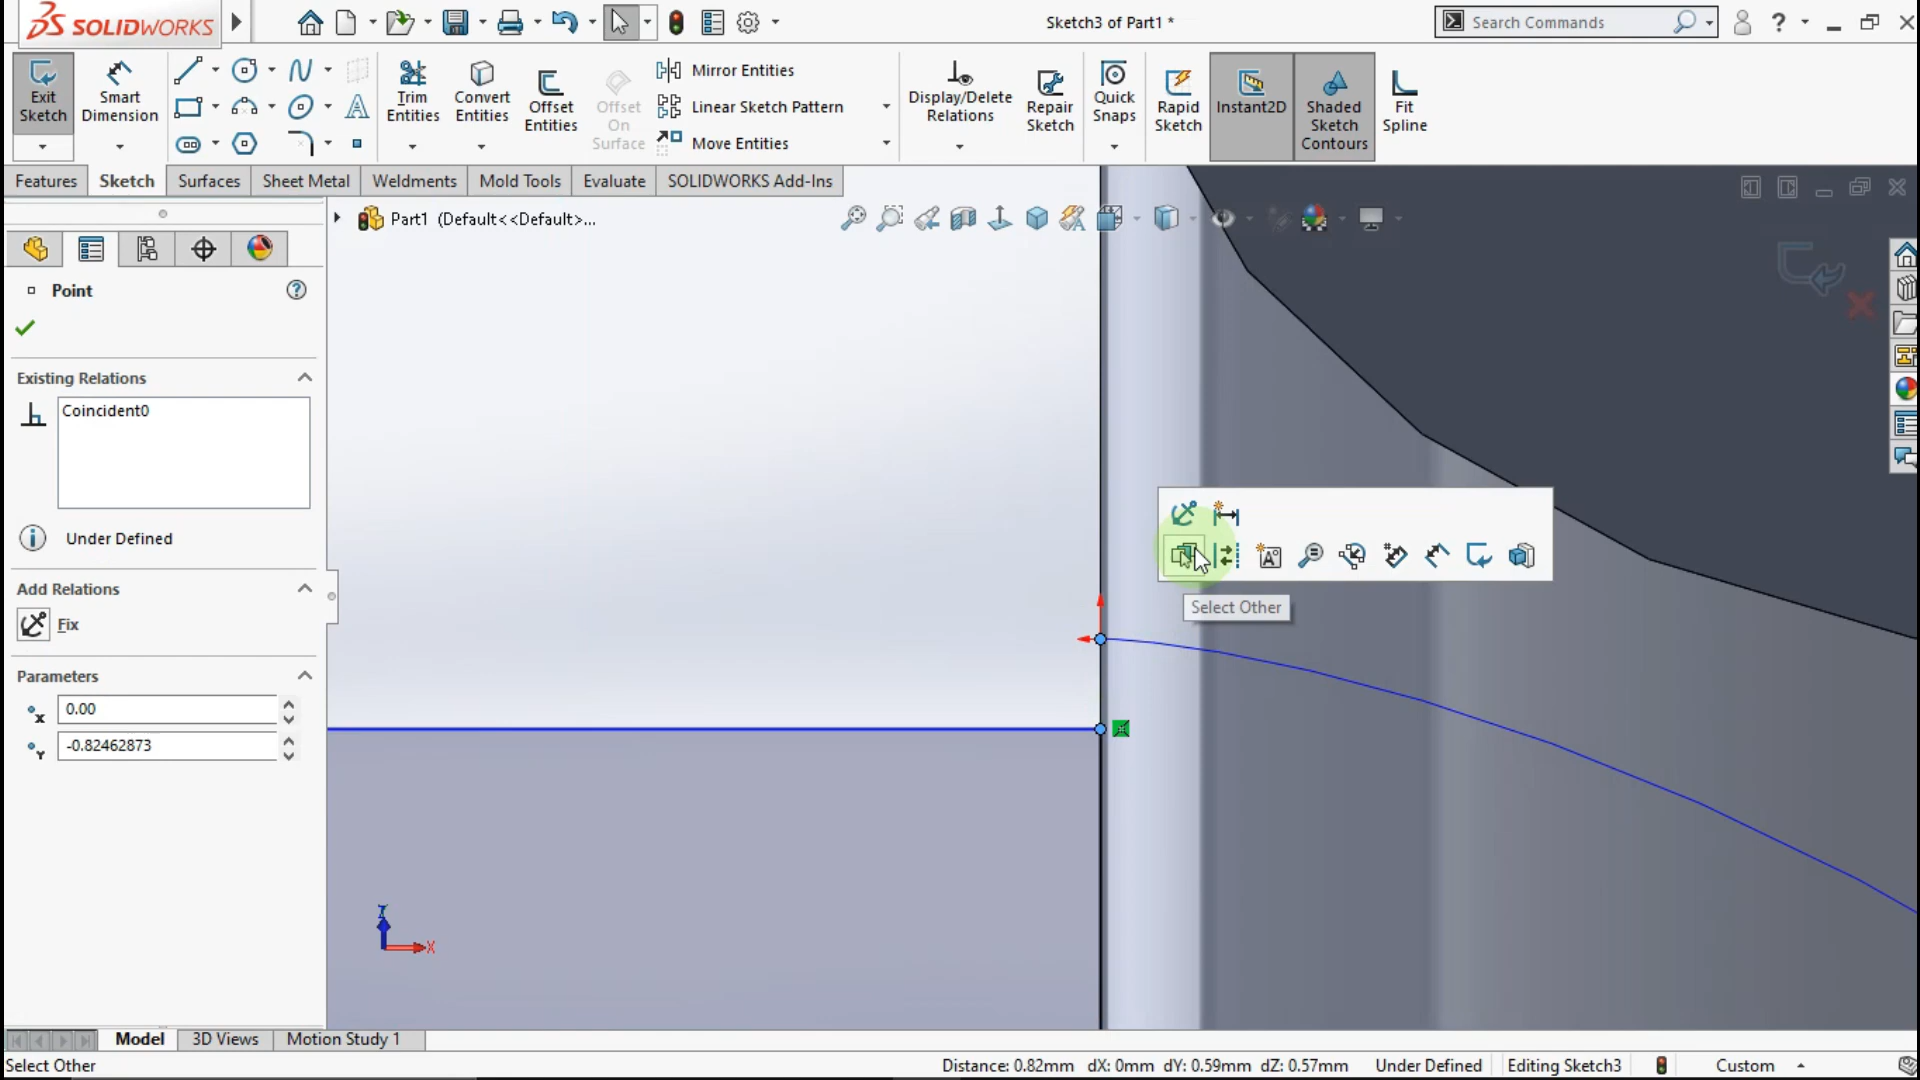 SOLIDWORKS
Sketch3 of Part1 *
Search Commands
Exit Sketch
Smart Dimension
Trim Entities
Convert Entities
Offset Entities
Offset On Surface
Mirror Entities
Linear Sketch Pattern
Move Entities
Display/Delete Relations
Repair Sketch
Quick Snaps
Rapid Sketch
Instant2D
Shaded Sketch Contours
Fit Spline
Features
Sketch
Surfaces
Sheet Metal
Weldments
Mold Tools
Evaluate
SOLIDWORKS Add-Ins
Part1 (Default<<Default>...
Point
Existing Relations
Coincident0
Under Defined
Add Relations
Fix
Parameters
x
0.00
Y
-0.82462873
Select Other
Z
X
Model
3D Views
Motion Study 1
Select Other
Distance: 0.82mm dX: 0mm dY: 0.59mm dZ: 0.57mm
Under Defined
Editing Sketch3
Custom